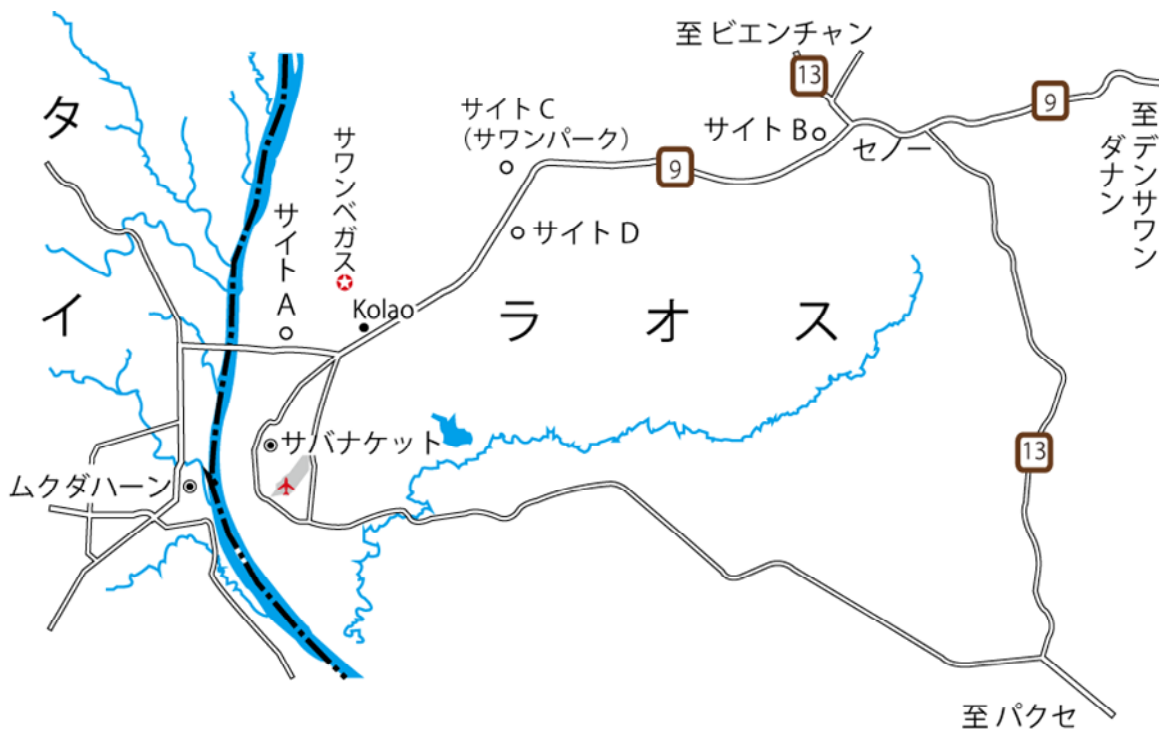 至 ビエンチャン
13
9
至 デンサワン
ダナン
タイ
サイト C
（サワンパーク）
サイト B
セノー
9
サワンベガス
サイト A
サイト D
Kolao
ラオス
サバナケット
ムクダハーン
13
至 パクセ